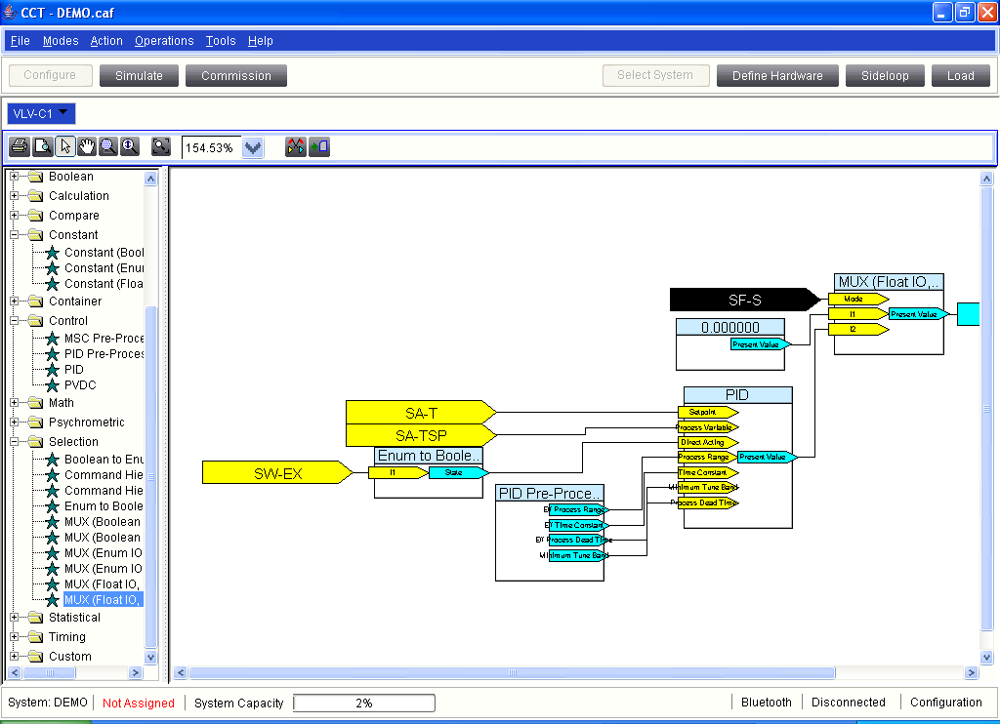 CCT - DEMO.caf
File Modes Action Operations Tools Help
Configure Simulate Commission Select System Define Hardware Sideloop Load
VLV-C1
154.53%
Boolean
Calculation
Compare
Constant
Constant (Bool
Constant (Enu
Constant (Floa
Container
Control
MSC Pre-Proce
PID Pre-Proces
PID
PVDC
Math
Psychrometric
Selection
Boolean to Enu
Command Hie
Command Hie
Enum to Boole
MUX (Boolean
MUX (Boolean
MUX (Enum IO
MUX (Enum IO
MUX (Float IO,
MUX (Float IO,
Statistical
Timing
Custom
MUX (Float IO,..
SF-S
Mode
I1
Present Value
I2
0.000000
Present Value
PID
SA-T
Setpoint
SA-TSP
Process Variable
Direct Acting
Enum to Boole..
Process Range
Present Value
SW-EX
I1
State
Time Constant
Minimum Tune Band
Process Dead Time
PID Pre-Proce..
Eff Process Range
Eff Time Constant
Eff Process Dead Time
Minimum Tune Band
System: DEMO Not Assigned System Capacity 2% Bluetooth Disconnected Configuration